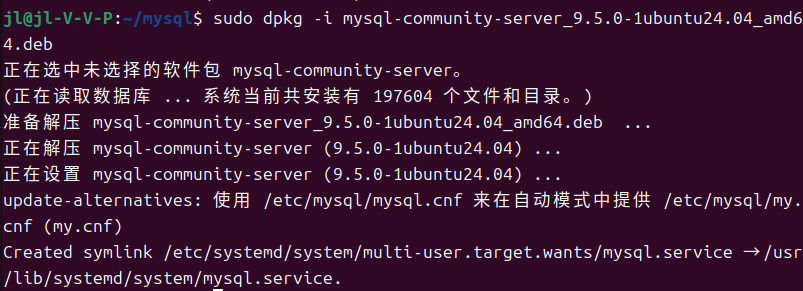 jl@jl-V-V-P:~/mysql$ sudo dpkg -i mysql-community-server_9.5.0-1ubuntu24.04_amd6
4.deb
正在选中未选择的软件包 mysql-community-server。
(正在读取数据库 ... 系统当前共安装有 197604 个文件和目录。)
准备解压 mysql-community-server_9.5.0-1ubuntu24.04_amd64.deb  ...
正在解压 mysql-community-server (9.5.0-1ubuntu24.04) ...
正在设置 mysql-community-server (9.5.0-1ubuntu24.04) ...
update-alternatives: 使用 /etc/mysql/mysql.cnf 来在自动模式中提供 /etc/mysql/my.
cnf (my.cnf)
Created symlink /etc/systemd/system/multi-user.target.wants/mysql.service → /usr
/lib/systemd/system/mysql.service.